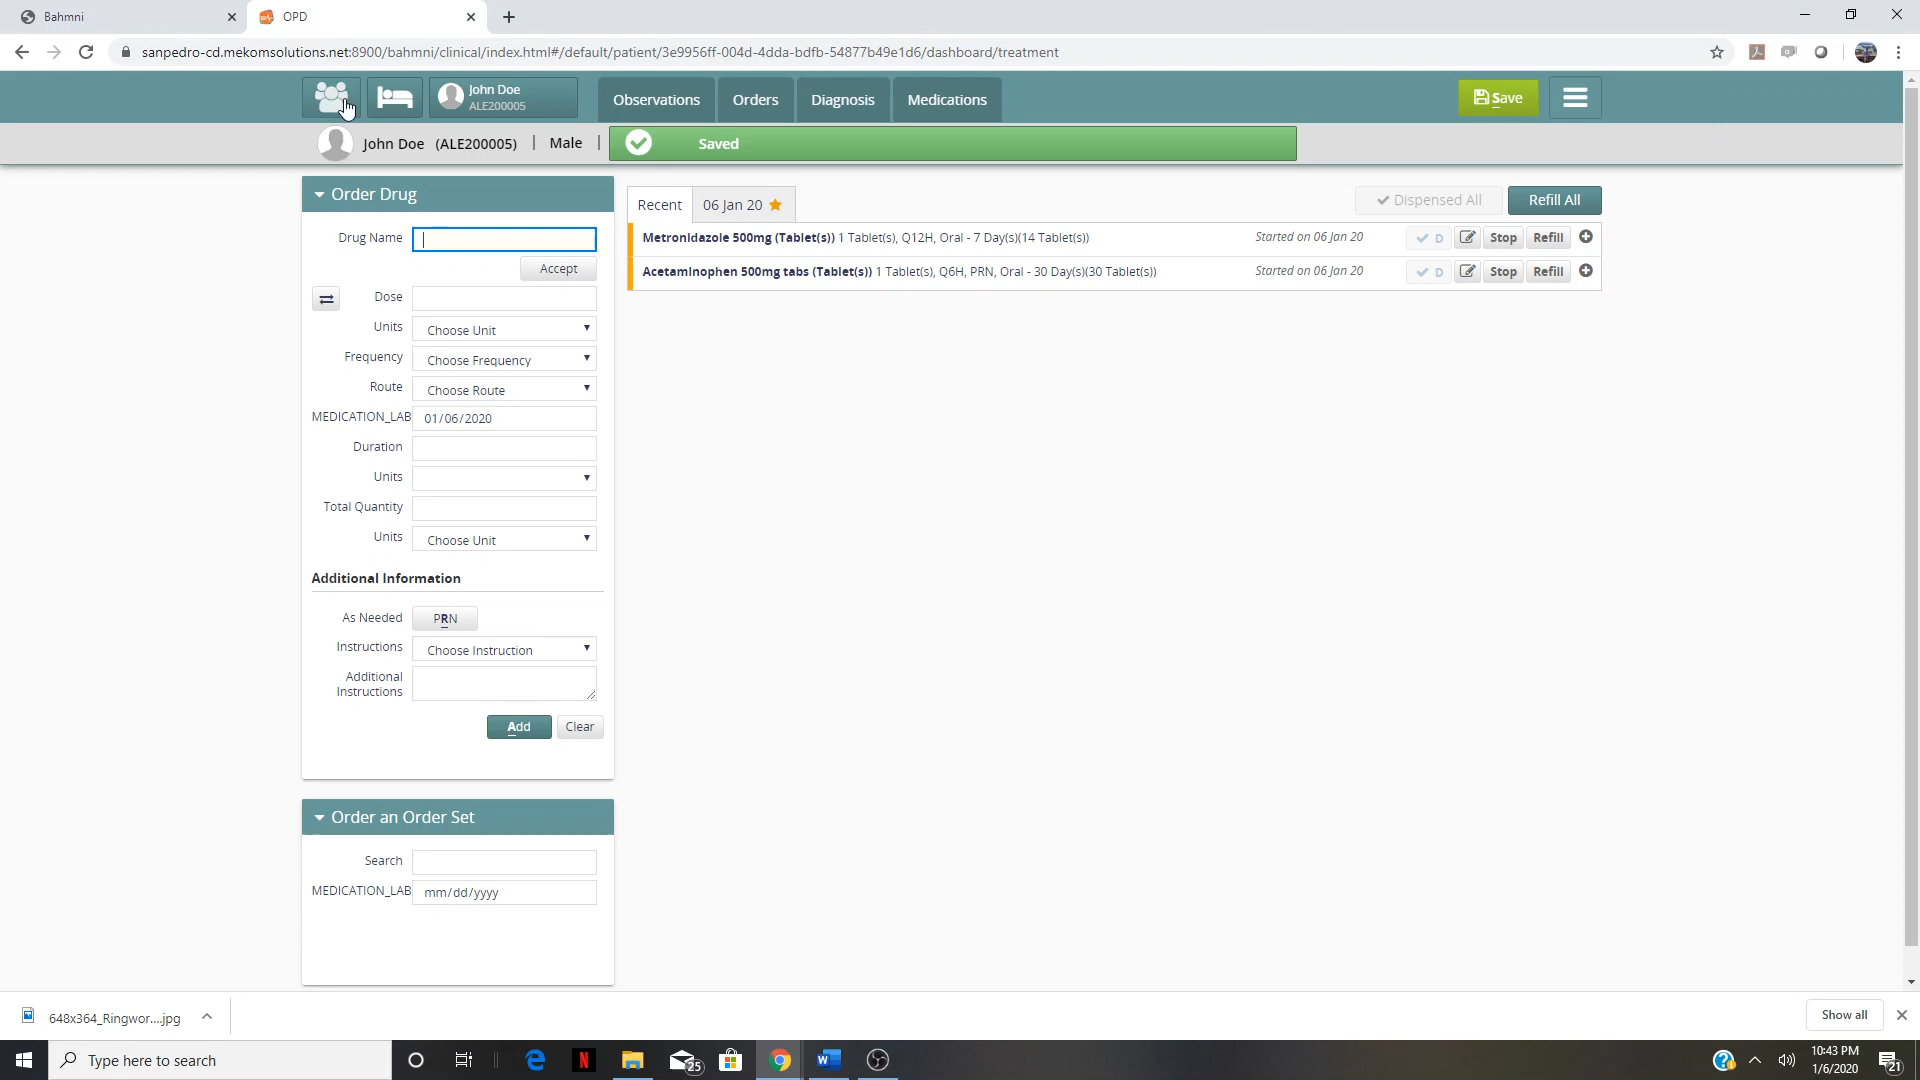 Bahmni
OPD
sanpedro-cd.mekomsolutions.net:8900/bahmni/clinical/index.html#/default/patient/3e9956ff-004d-4dda-bdfb-54877b49e1d6/dashboard/treatment
John Doe
ALE200005
Observations
Orders
Diagnosis
Medications
Save
John Doe (ALE200005) | Male |
Saved
Order Drug
Drug Name
Accept
Dose
Units Choose Unit
Frequency Choose Frequency
Route Choose Route
MEDICATION_LAB 01/06/2020
Duration
Units
Total Quantity
Units Choose Unit
Additional Information
As Needed PRN
Instructions Choose Instruction
Additional
Instructions
Add Clear
Order an Order Set
Search
MEDICATION_LAB mm/dd/yyyy
Recent 06 Jan 20
Dispensed All Refill All
Metronidazole 500mg (Tablet(s)) 1 Tablet(s), Q12H, Oral - 7 Day(s)(14 Tablet(s)) Started on 06 Jan 20 D Stop Refill
Acetaminophen 500mg tabs (Tablet(s)) 1 Tablet(s), Q6H, PRN, Oral - 30 Day(s)(30 Tablet(s)) Started on 06 Jan 20 D Stop Refill
648x364_Ringwor....jpg
Show all
Type here to search
25
10:43 PM
1/6/2020
21